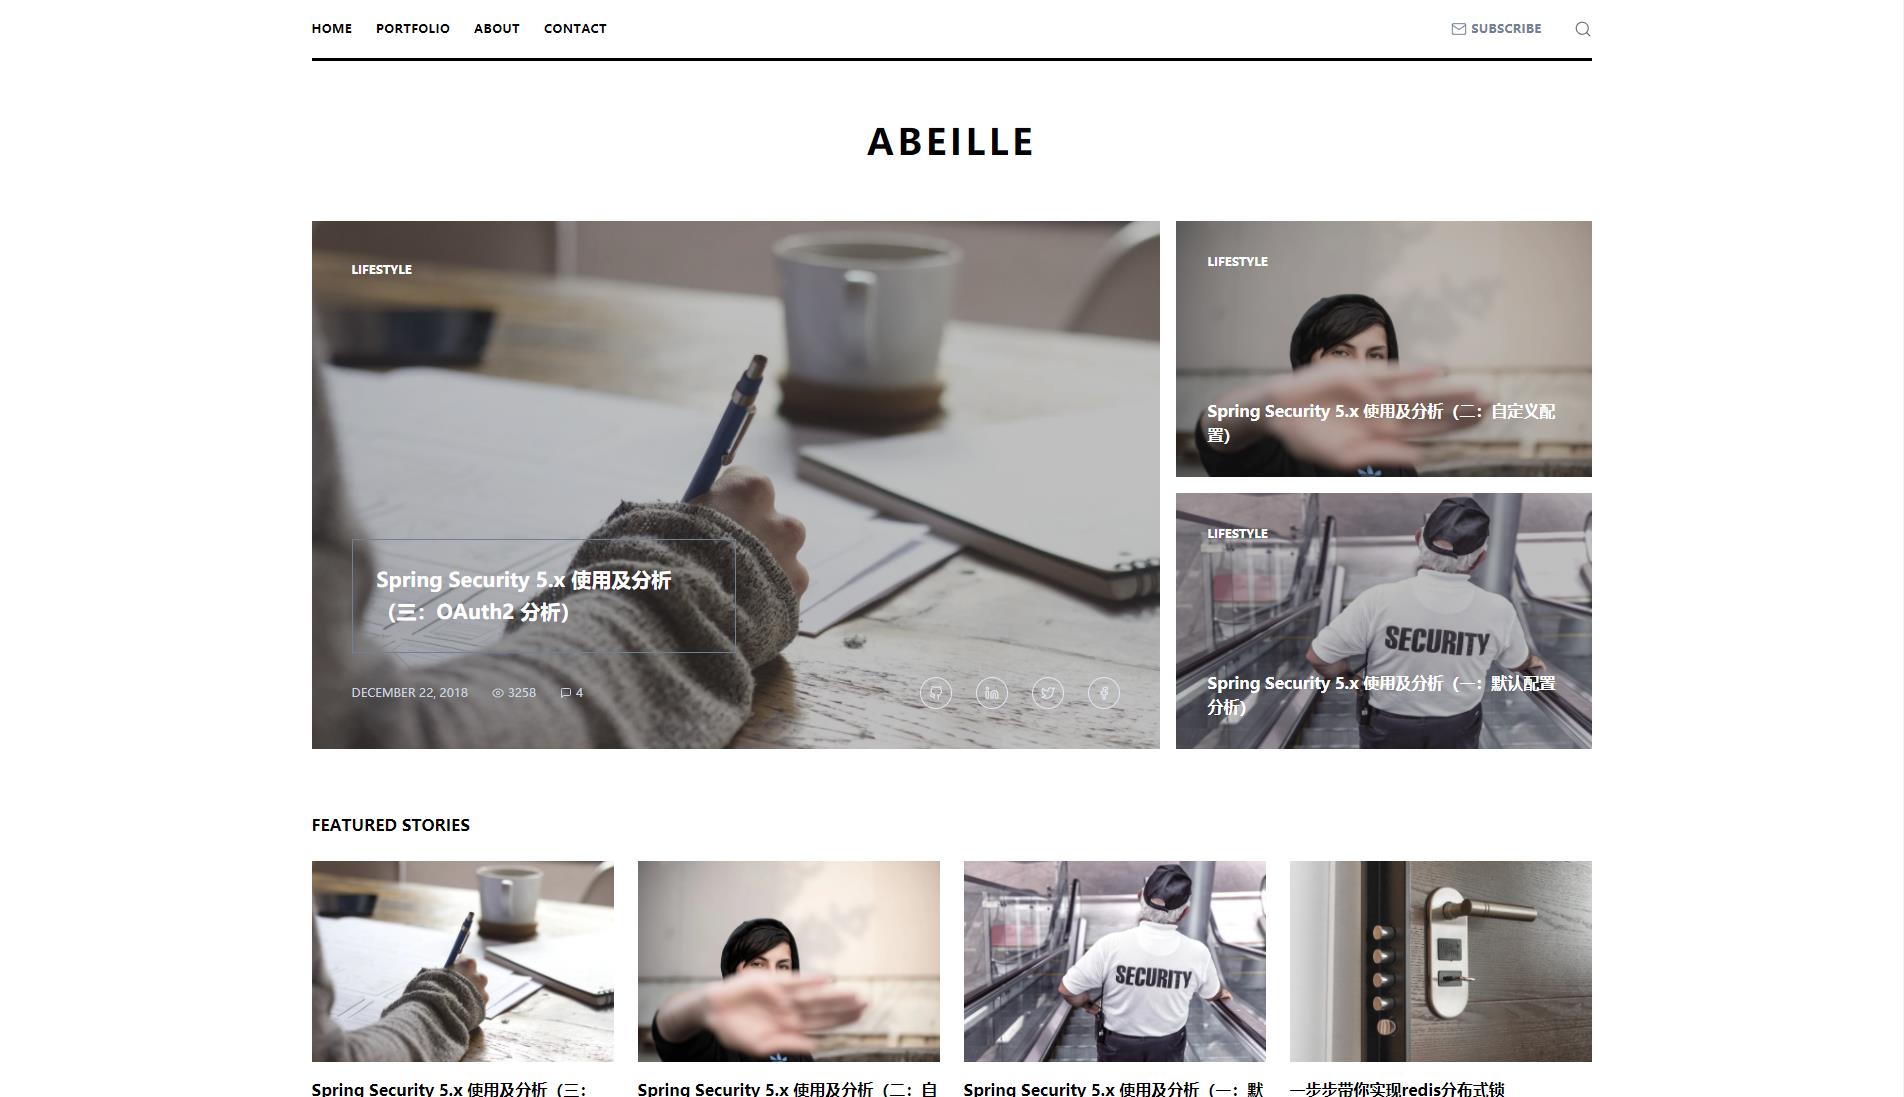 HOME PORTFOLIO ABOUT CONTACT SUBSCRIBE
ABEILLE
LIFESTYLE
Spring Security 5.x 使用及分析
（三：OAuth2 分析）
DECEMBER 22, 2018 3258 4
LIFESTYLE
Spring Security 5.x 使用及分析（二：自定义配
置）
LIFESTYLE
SECURITY
Spring Security 5.x 使用及分析（一：默认配置
分析）
FEATURED STORIES
SECURITY
Spring Security 5.x 使用及分析（三：
Spring Security 5.x 使用及分析（二：自
Spring Security 5.x 使用及分析（一：默
一步步带你实现redis分布式锁